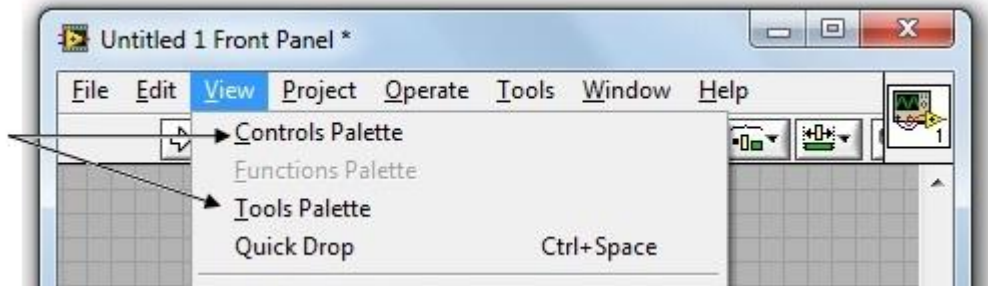 Untitled 1 Front Panel *
File Edit View Project Operate Tools Window Help
1
Controls Palette
Functions Palette
Tools Palette
Quick Drop Ctrl+Space